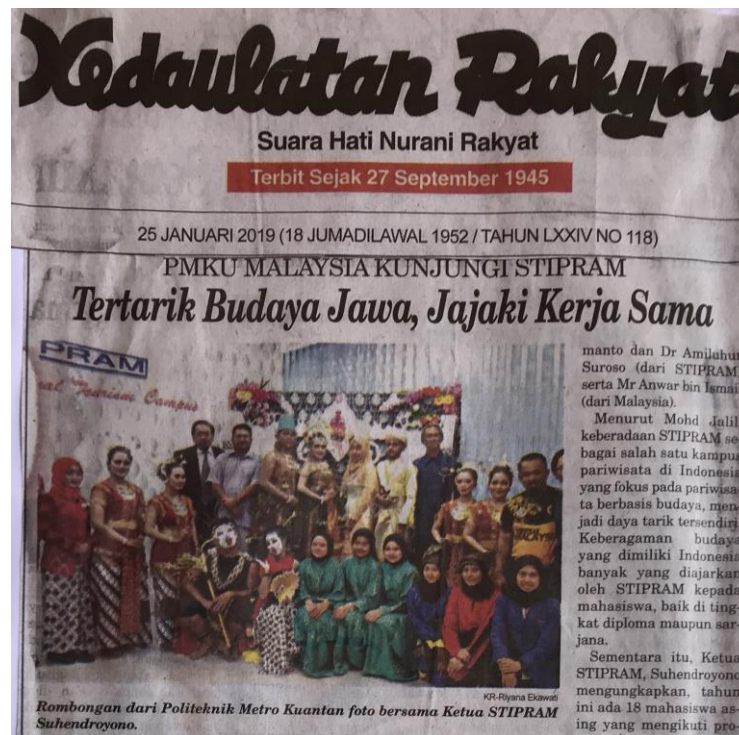 Kedaulatan Rakyat
Suara Hati Nurani Rakyat
Terbit Sejak 27 September 1945
25 JANUARI 2019 (18 JUMADILAWAL 1952 / TAHUN LXXIV NO 118)
PMKU MALAYSIA KUNJUNGI STIPRAM
Tertarik Budaya Jawa, Jajaki Kerja Sama
PRAM
ral Tourism Campus
MALAYSIA
KR-Riyana Ekawati
Rombongan dari Politeknik Metro Kuantan foto bersama Ketua STIPRAM
Suhendroyono.
manto dan Dr Amiluhur
Suroso (dari STIPRAM)
serta Mr Anwar bin Ismai
(dari Malaysia).
Menurut Mohd Jalil,
keberadaan STIPRAM se-
bagai salah satu kampus
pariwisata di Indonesia
yang fokus pada pariwisa-
ta berbasis budaya, men-
jadi daya tarik tersendiri.
Keberagaman budaya
yang dimiliki Indonesia
banyak yang diajarkan
oleh STIPRAM kepada
mahasiswa, baik di ting-
kat diploma maupun sar-
jana.
Sementara itu, Ketua
STIPRAM, Suhendroyono
mengungkapkan, tahun
ini ada 18 mahasiswa as-
ing yang mengikuti pro-